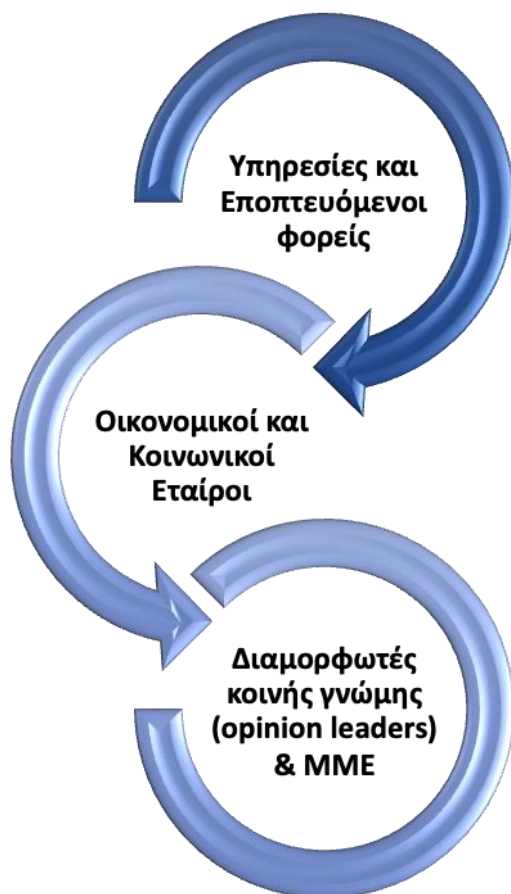 Υπηρεσίες και
Εποπτευόμενοι
φορείς
Οικονομικοί και
Κοινωνικοί
Εταίροι
Διαμορφωτές
κοινής γνώμης
(opinion leaders)
& ΜΜΕ